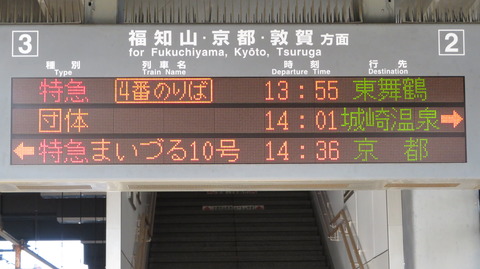 3 福知山・京都・敦賀 方面 2
for Fukuchiyama, Kyōto, Tsuruga
種別 列車名 時刻 行先
Type Train Name Departure Time Destination
特急 4番のりば 13:55 東舞鶴
団体 14:01 城崎温泉→
←特急 まいづる10号 14:36 京都